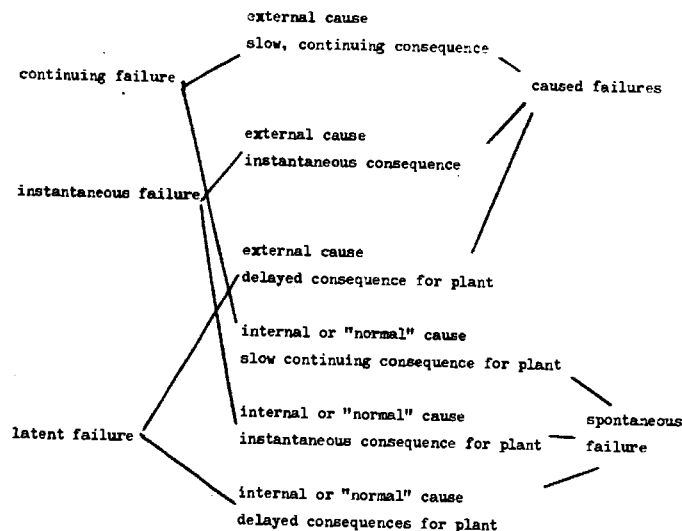 external cause
slow, continuing consequence
continuing failure
caused failures
external cause
instantaneous consequence
instantaneous failure
external cause
delayed consequence for plant
internal or "normal" cause
slow continuing consequence for plant
internal or "normal" cause
instantaneous consequence for plant
spontaneous
failure
latent failure
internal or "normal" cause
delayed consequences for plant